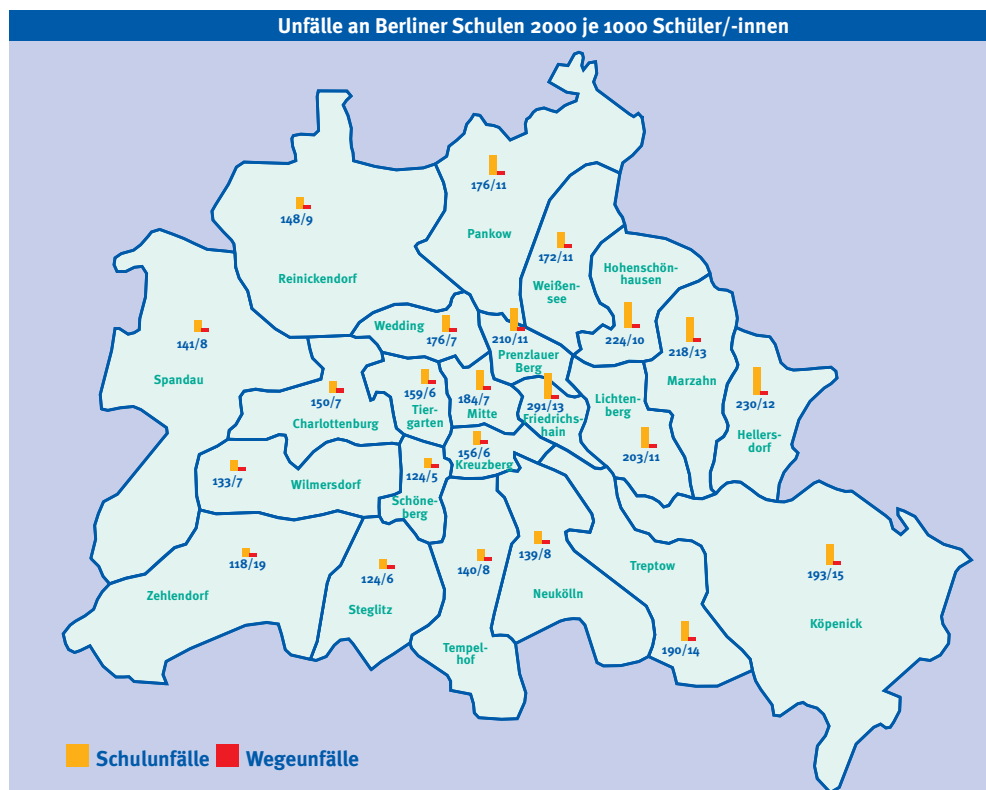 Unfälle an Berliner Schulen 2000 je 1000 Schüler/-innen
176/11
Pankow
148/9
Reinickendorf
172/11
Weißen-
see
Hohenschön-
hausen
224/10
141/8
Spandau
Wedding
176/7
210/11
Prenzlauer
Berg
218/13
Marzahn
150/7
Charlottenburg
159/6
Tier-
garten
184/7
Mitte
291/13
Friedrichs-
hain
Lichten-
berg
203/11
230/12
Hellers-
dorf
156/6
Kreuzberg
133/7
Wilmersdorf
124/5
Schöne-
berg
118/19
Zehlendorf
124/6
Steglitz
140/8
Tempel-
hof
139/8
Neukölln
Treptow
190/14
193/15
Köpenick
Schulunfälle Wegeunfälle